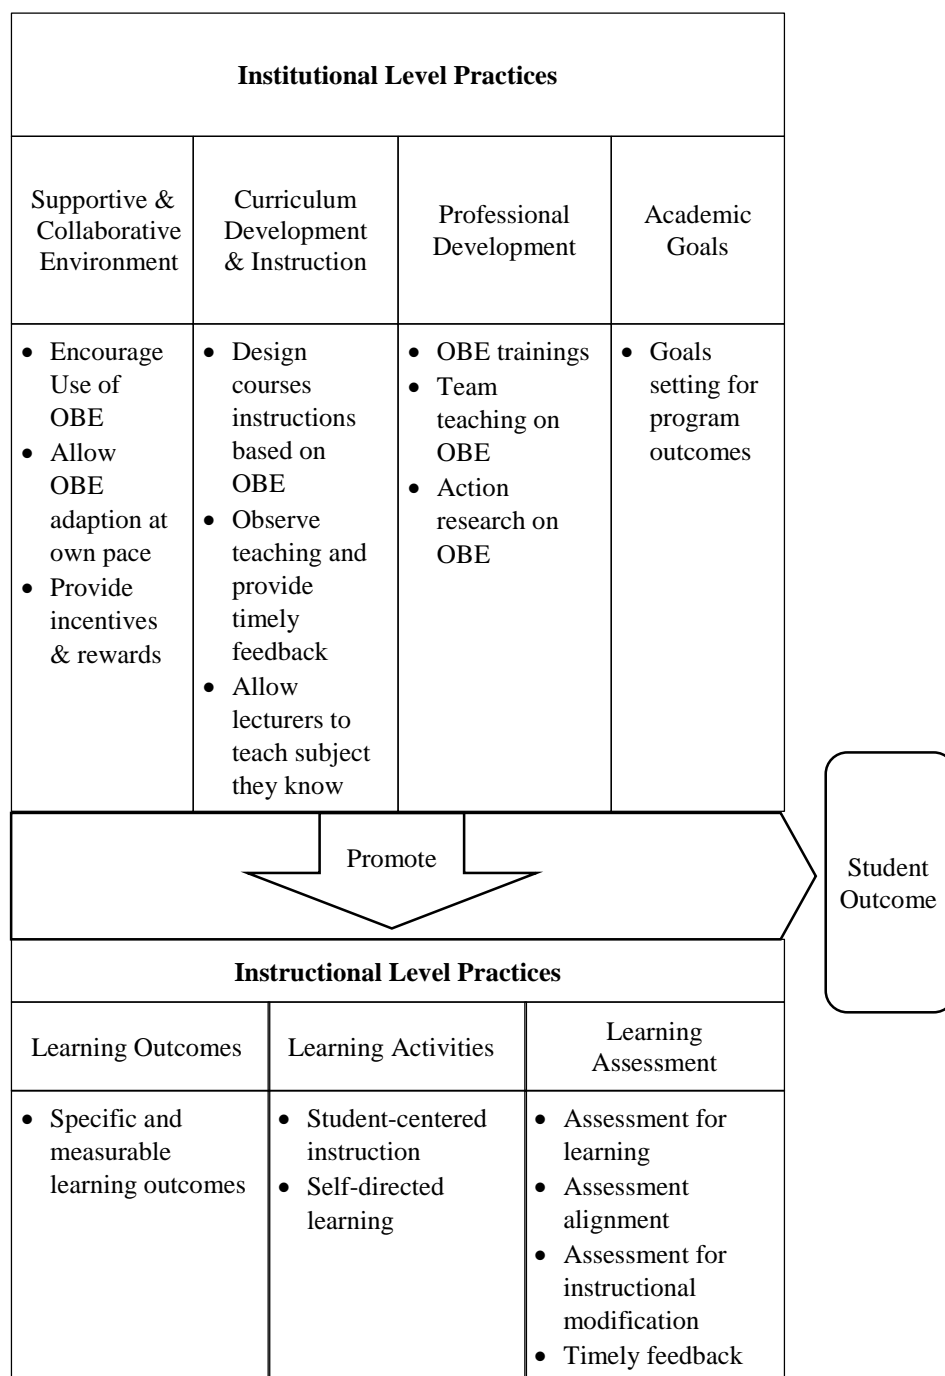 Institutional Level Practices
Supportive &
Collaborative
Environment
Curriculum
Development
& Instruction
Professional
Development
Academic
Goals
• Encourage
Use of
OBE
• Allow
OBE
adaption at
own pace
• Provide
incentives
& rewards
• Design
courses
instructions
based on
OBE
• Observe
teaching and
provide
timely
feedback
• Allow
lecturers to
teach subject
they know
• OBE trainings
• Team
teaching on
OBE
• Action
research on
OBE
• Goals
setting for
program
outcomes
Promote
Student
Outcome
Instructional Level Practices
Learning Outcomes
Learning Activities
Learning
Assessment
• Specific and
measurable
learning outcomes
• Student-centered
instruction
• Self-directed
learning
• Assessment for
learning
• Assessment
alignment
• Assessment for
instructional
modification
• Timely feedback